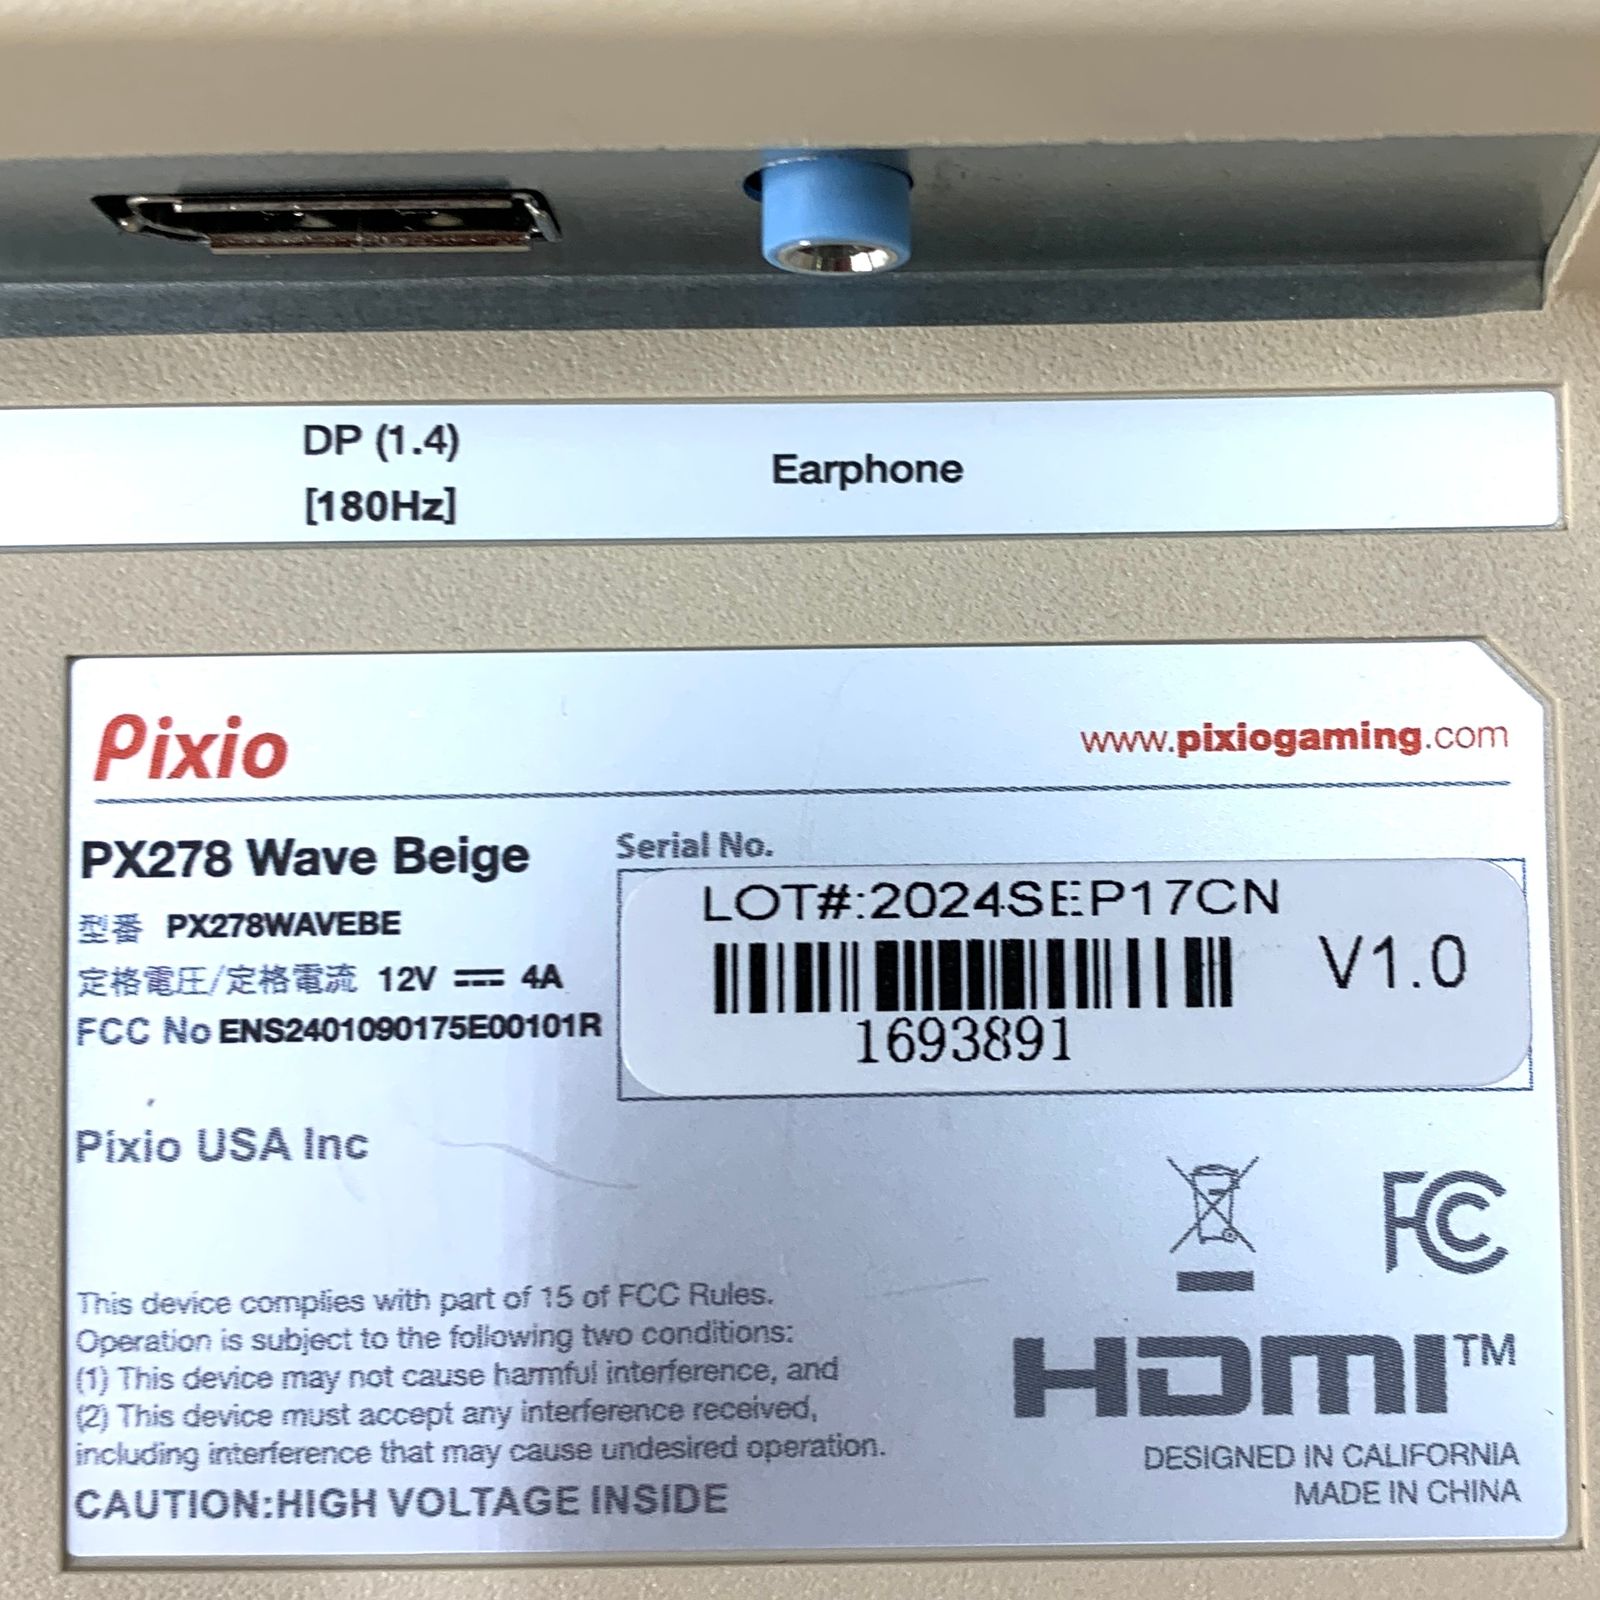 DP (1.4)
[180Hz]
Earphone
Pixio
www.pixiogaming.com
PX278 Wave Beige
型番 PX278WAVEBE
定格電圧/定格電流 12V ⎓ 4A
FCC No ENS2401090175E00101R
Serial No.
LOT#:2024SEP17CN
V1.0
1693891
Pixio USA Inc
FC
This device complies with part of 15 of FCC Rules.
Operation is subject to the following two conditions:
(1) This device may not cause harmful interference, and
(2) This device must accept any interference received,
including interference that may cause undesired operation.
CAUTION:HIGH VOLTAGE INSIDE
HDMI™
DESIGNED IN CALIFORNIA
MADE IN CHINA